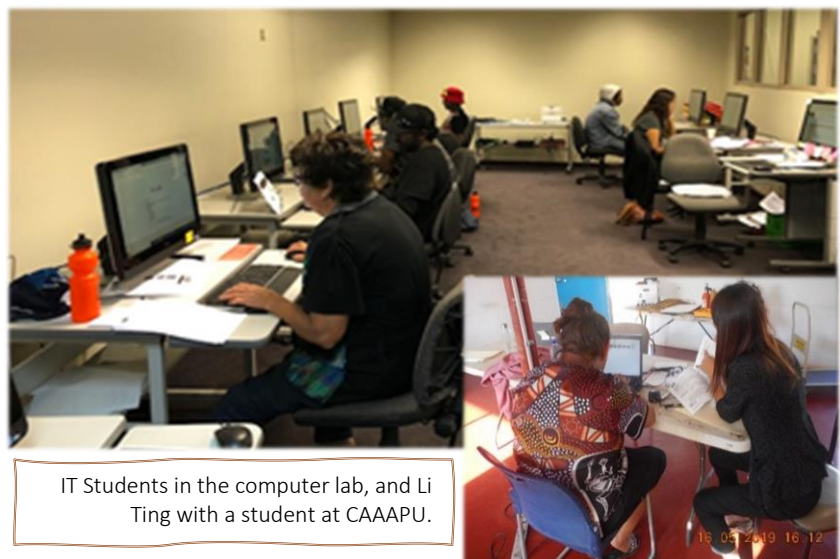 IT Students in the computer lab, and Li
Ting with a student at CAAAPU.
16.05.2019 16.12